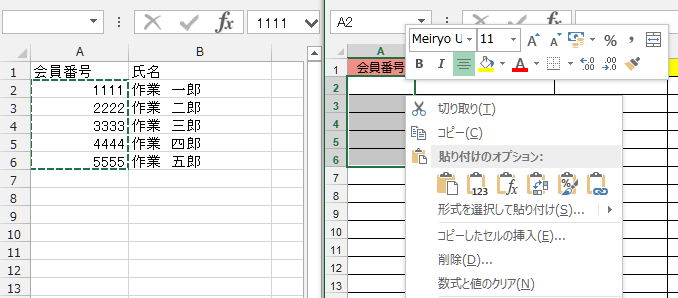 1111
A B
1 会員番号 氏名
2 1111 作業 一郎
3 2222 作業 二郎
4 3333 作業 三郎
5 4444 作業 四郎
6 5555 作業 五郎
7
8
9
10
11
12
13
A2
Meiryo U 11 A A % ,
B I A .00
A
1 会員番号
2
3
4
5
6
7
8
9
10
11
12
13
切り取り(T)
コピー(C)
貼り付けのオプション:
123 fx %
形式を選択して貼り付け(S)...
コピーしたセルの挿入(E)...
削除(D)...
数式と値のクリア(N)